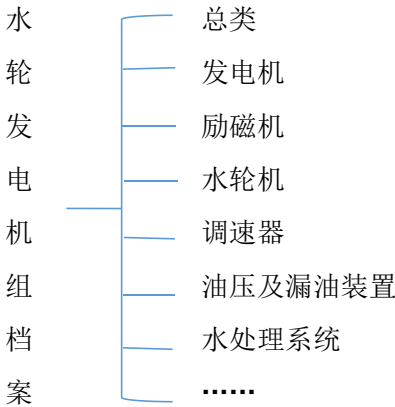 水轮发电机组档案
总类
发电机
励磁机
水轮机
调速器
油压及漏油装置
水处理系统
……